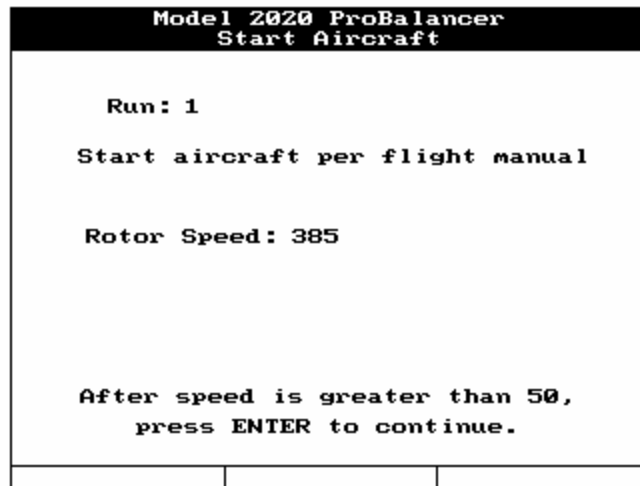 Model 2020 ProBalancer
Start Aircraft
Run: 1
Start aircraft per flight manual
Rotor Speed: 385
After speed is greater than 50,
press ENTER to continue.